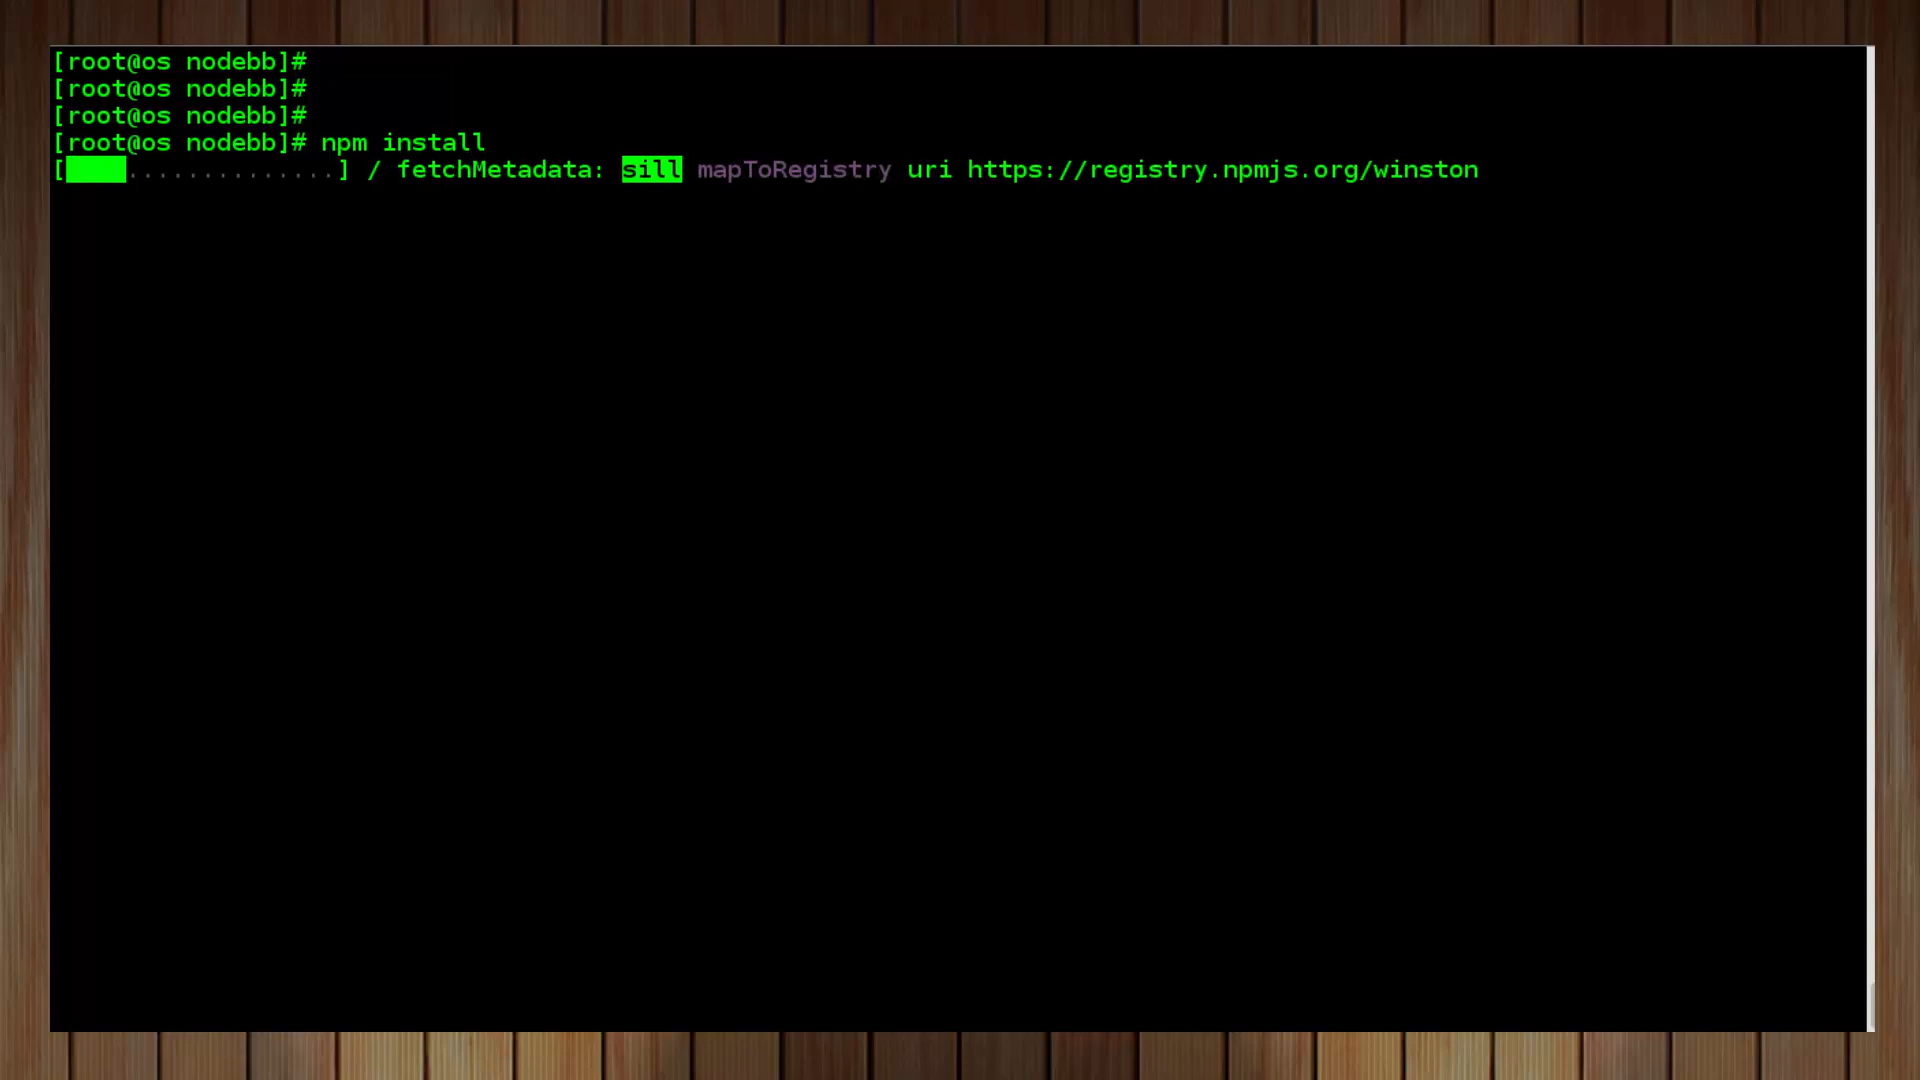 [root@os nodebb]#
[root@os nodebb]#
[root@os nodebb]#
[root@os nodebb]# npm install
[    ..............] / fetchMetadata: sill mapToRegistry uri https://registry.npmjs.org/winston